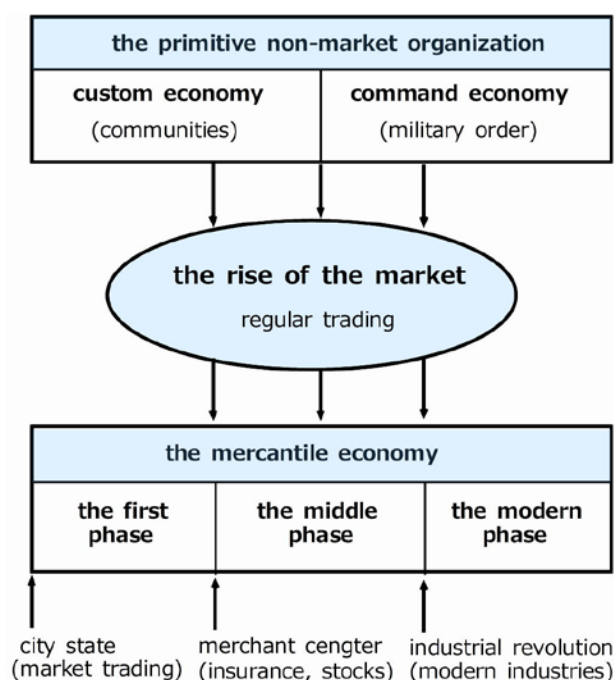 the primitive non-market organization
custom economy
(communities)
command economy
(military order)
the rise of the market
regular trading
the mercantile economy
the first
phase
the middle
phase
the modern
phase
city state
(market trading)
merchant cengter
(insurance, stocks)
industrial revolution
(modern industries)